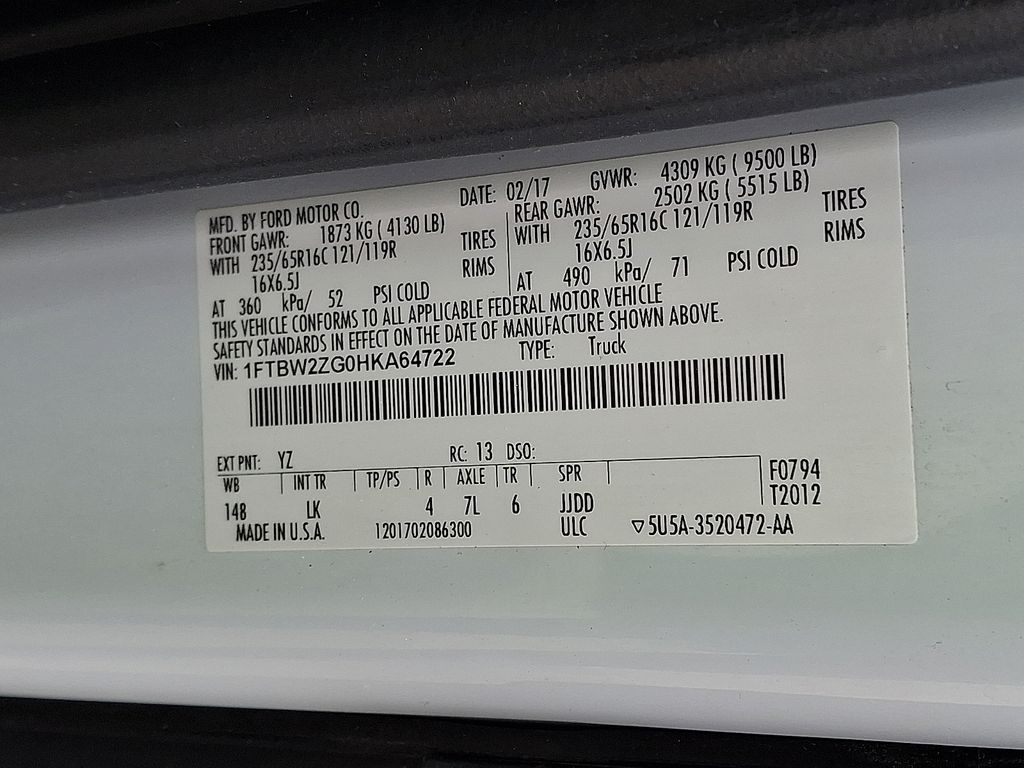 MFD. BY FORD MOTOR CO. DATE: 02/17 GVWR: 4309 KG ( 9500 LB)
FRONT GAWR: 1873 KG ( 4130 LB) REAR GAWR: 2502 KG ( 5515 LB)
WITH 235/65R16C 121/119R TIRES WITH 235/65R16C 121/119R TIRES
16X6.5J RIMS 16X6.5J RIMS
AT 360 kPa/ 52 PSI COLD AT 490 kPa/ 71 PSI COLD
THIS VEHICLE CONFORMS TO ALL APPLICABLE FEDERAL MOTOR VEHICLE
SAFETY STANDARDS IN EFFECT ON THE DATE OF MANUFACTURE SHOWN ABOVE.
VIN: 1FTBW2ZG0HKA64722 TYPE: Truck
EXT PNT: YZ RC: 13 DSO:
WB INT TR TP/PS R AXLE TR SPR F0794
148 LK 4 7L 6 JJDD T2012
MADE IN U.S.A. 1201702086300 ULC ▽5U5A-3520472-AA